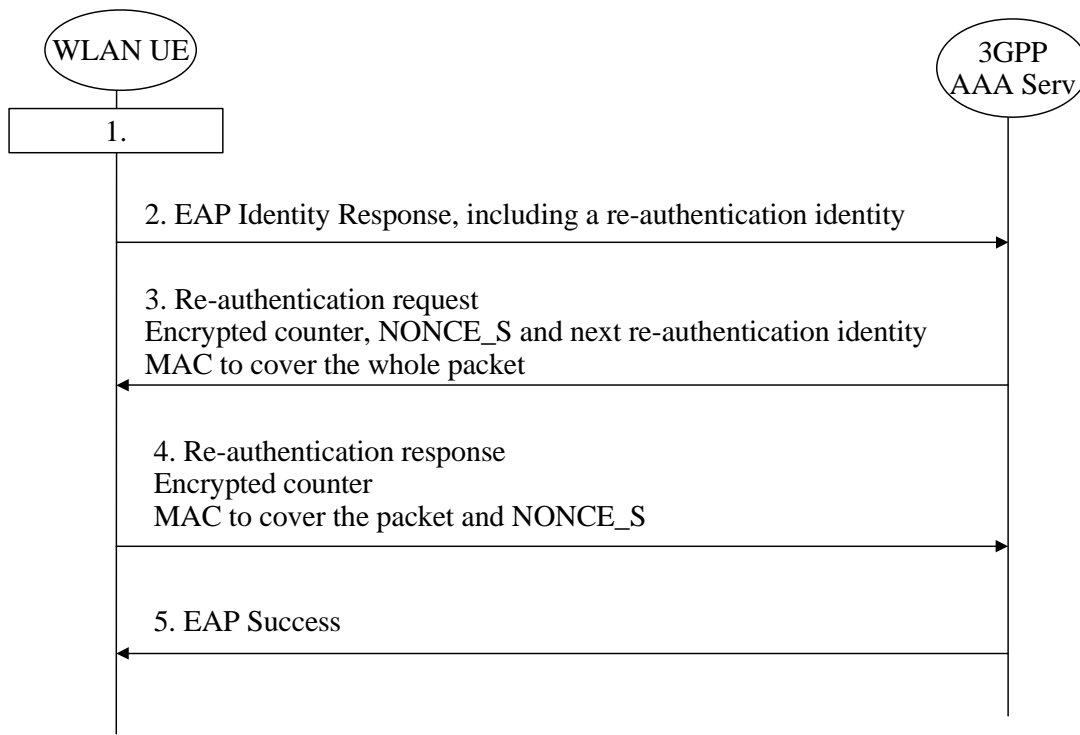 WLAN UE
3GPP
AAA Serv
1.
2. EAP Identity Response, including a re-authentication identity
3. Re-authentication request
Encrypted counter, NONCE_S and next re-authentication identity
MAC to cover the whole packet
4. Re-authentication response
Encrypted counter
MAC to cover the packet and NONCE_S
5. EAP Success